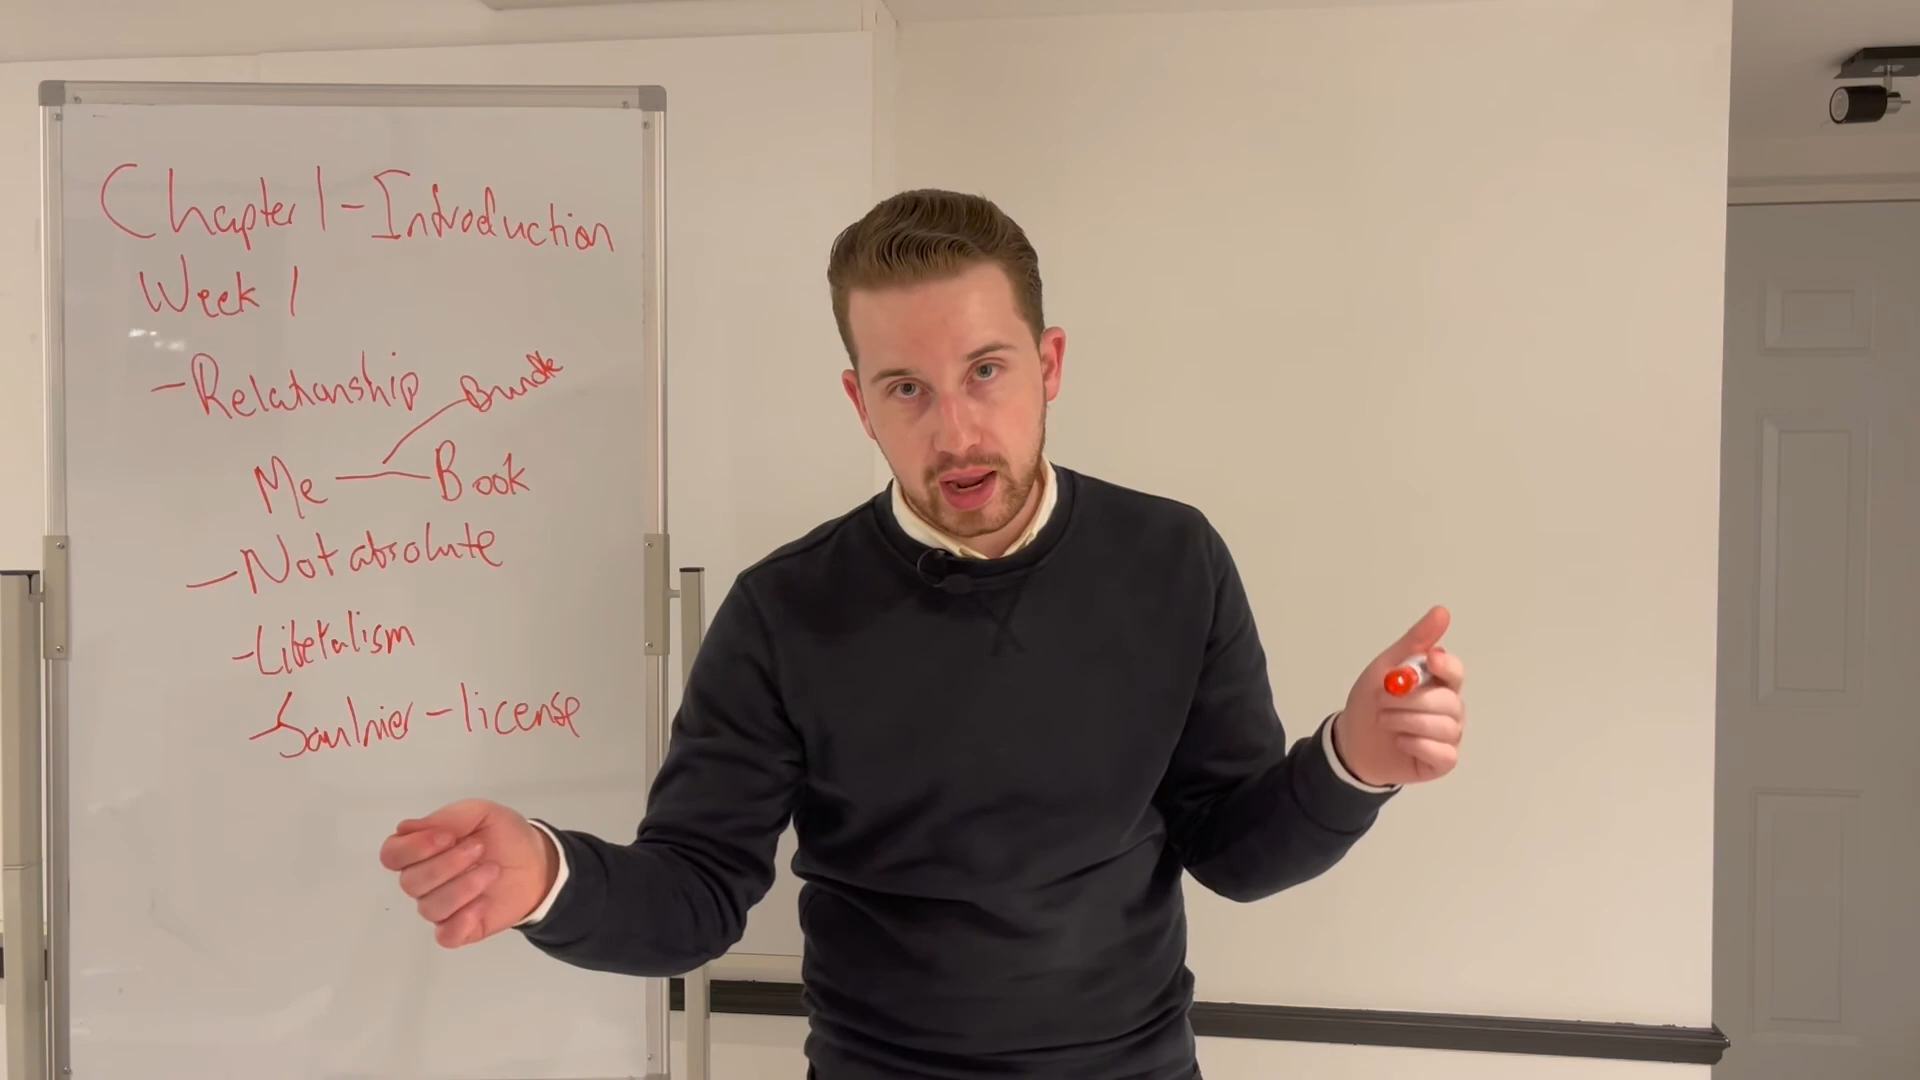 Chapter 1 - Introduction
Week 1
- Relationship
Bundle
Me — Book
- Not absolute
- Liberalism
- Saulnier - license